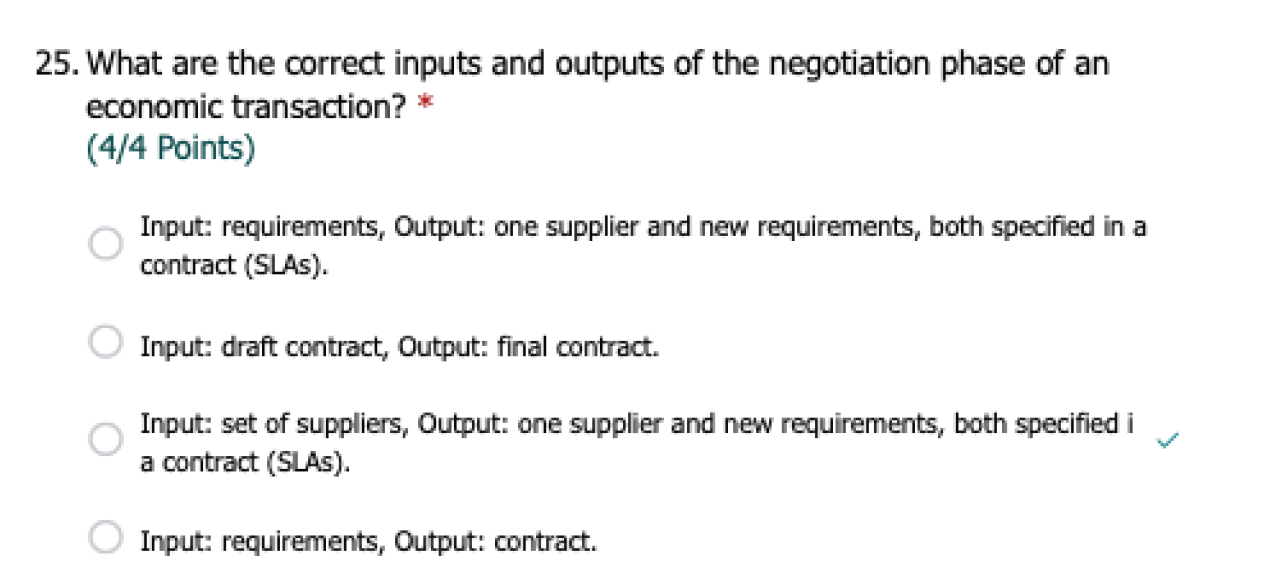 25. What are the correct inputs and outputs of the negotiation phase of an
economic transaction? *
(4/4 Points)
Input: requirements, Output: one supplier and new requirements, both specified in a
contract (SLAs).
Input: draft contract, Output: final contract.
Input: set of suppliers, Output: one supplier and new requirements, both specified i
a contract (SLAs).
Input: requirements, Output: contract.